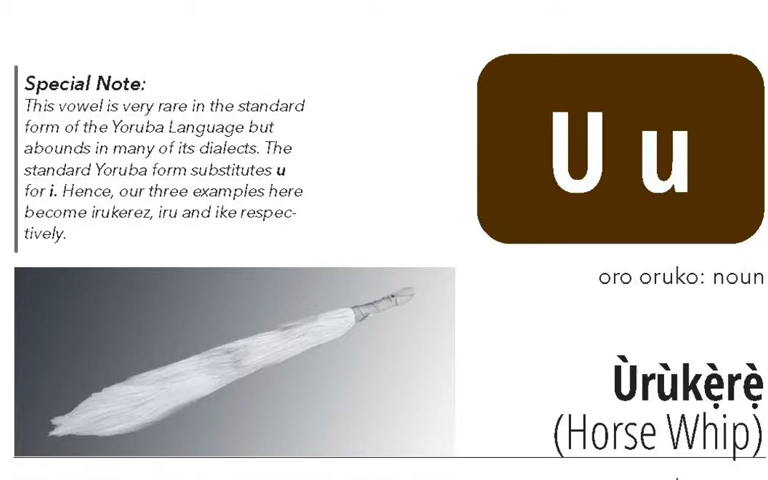 Special Note:
This vowel is very rare in the standard
form of the Yoruba Language but
abounds in many of its dialects. The
standard Yoruba form substitutes u
for i. Hence, our three examples here
become irukerez, iru and ike respec-
tively.
U u
oro oruko: noun
Ùrùkẹ̀rẹ̀
(Horse Whip)